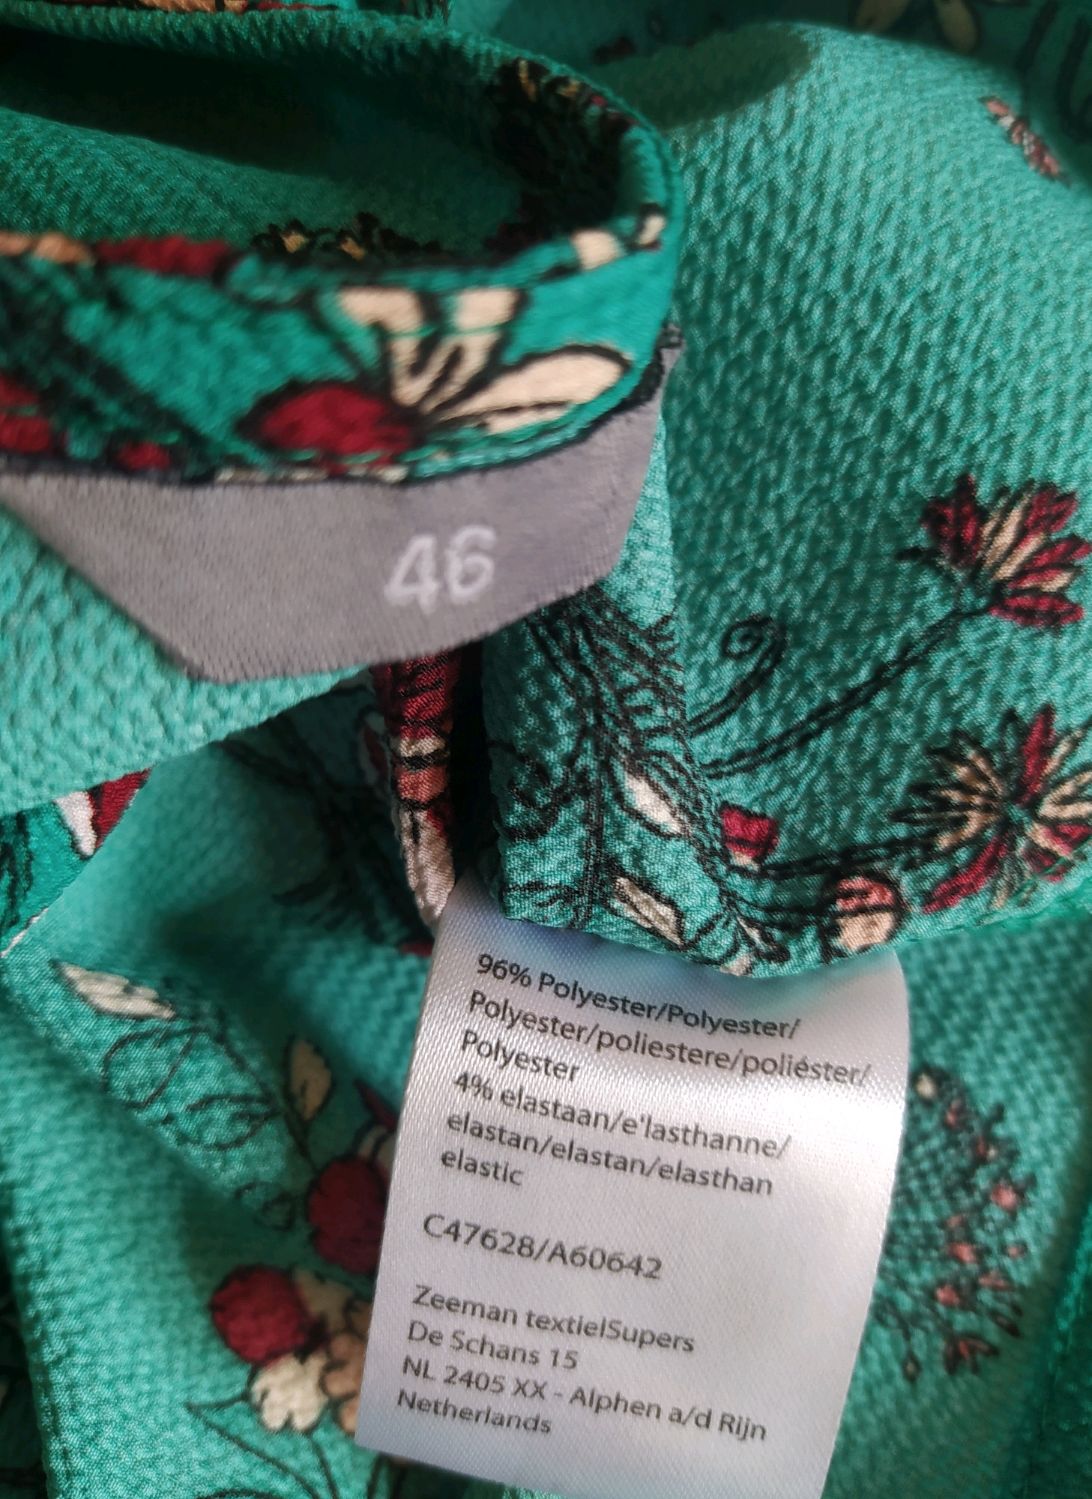 46
96% Polyester/Polyester/
Polyester/poliestere/poliéster/
Polyester
4% elastaan/e'lasthanne/
elastan/elastan/elasthan
elastic
C47628/A60642
Zeeman textielSupers
De Schans 15
NL 2405 XX - Alphen a/d Rijn
Netherlands